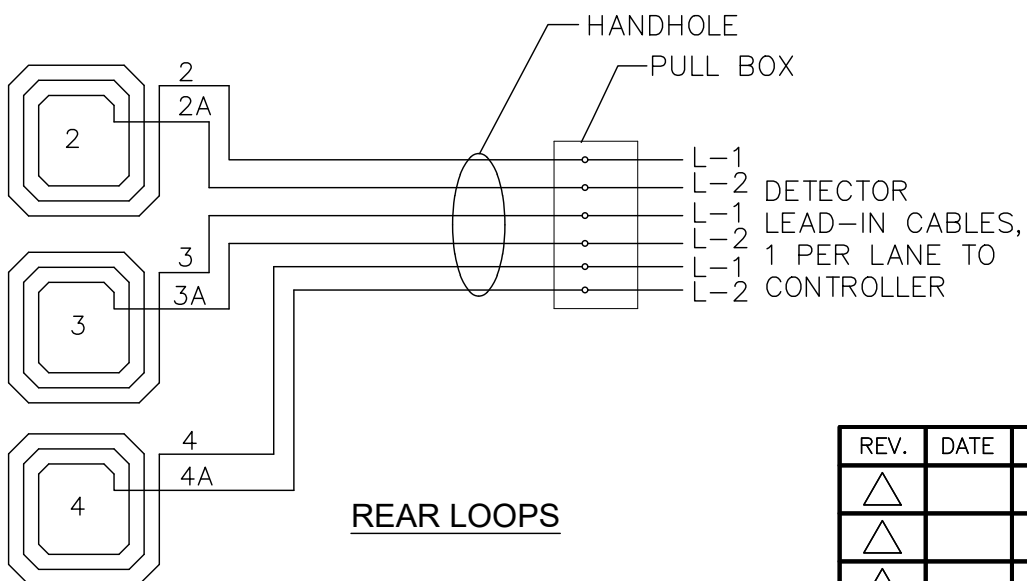 HANDHOLE
PULL BOX
2
2A
2
L-1
L-2
L-1
L-2
L-1
L-2
DETECTOR
LEAD-IN CABLES,
1 PER LANE TO
CONTROLLER
3
3A
3
4
4A
4
REAR LOOPS
REV. DATE